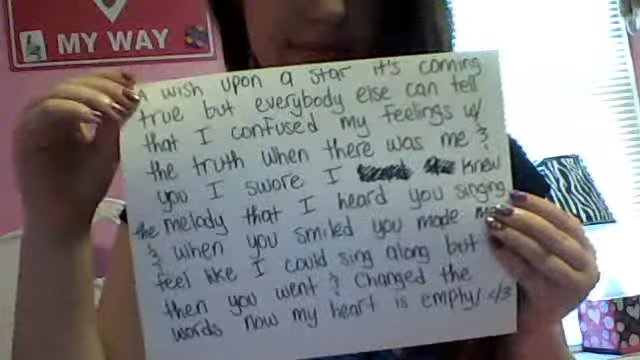 MY WAY
A wish upon a star it's coming
true but everybody else can tell
that I confused my feelings w/
the truth when there was me &
you I swore I knew
the melody that I heard you singing
& when you smiled you made me
feel like I could sing along but
then you went & changed the
words now my heart is empty/ </3